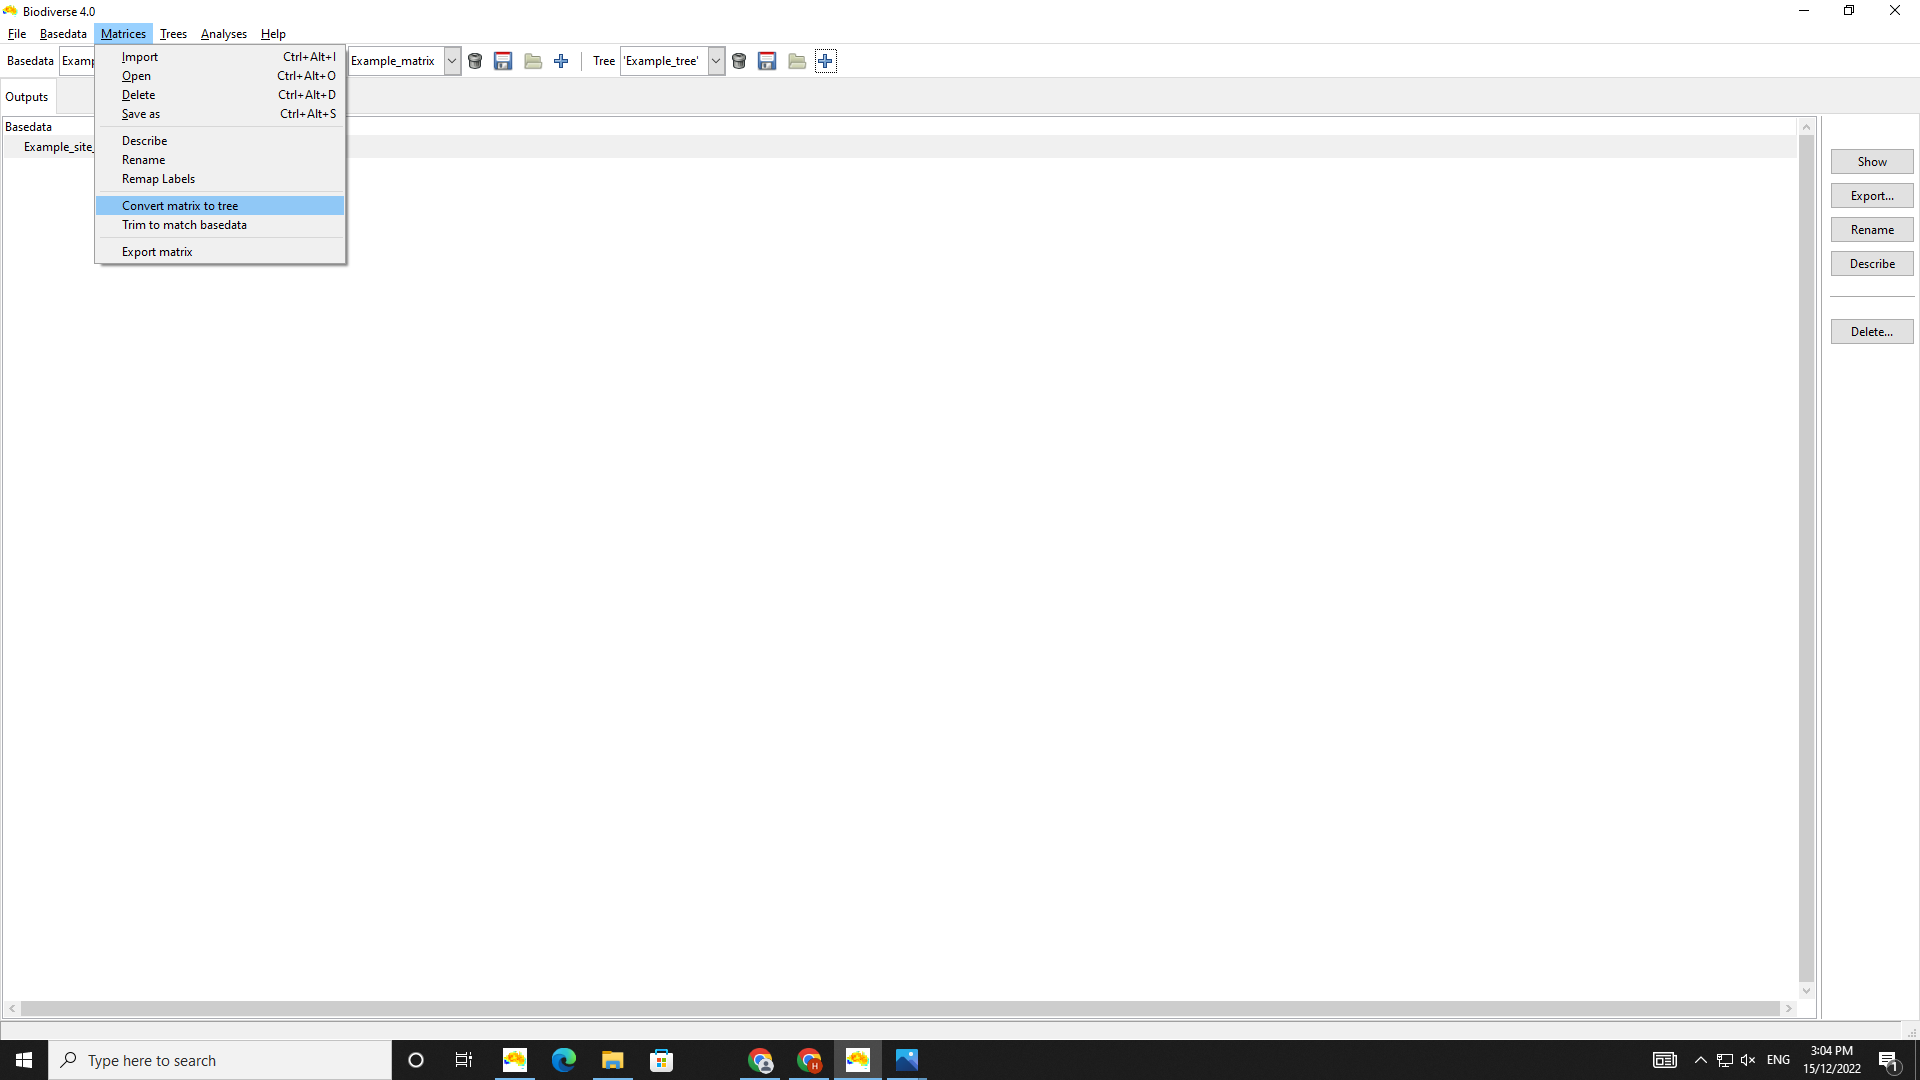 Biodiverse 4.0
File Basedata Matrices Trees Analyses Help
Basedata Examp Example_matrix Tree 'Example_tree'
Import Ctrl+Alt+I
Open Ctrl+Alt+O
Delete Ctrl+Alt+D
Save as Ctrl+Alt+S
Describe
Rename
Remap Labels
Convert matrix to tree
Trim to match basedata
Export matrix
Outputs
Basedata
Example_site_
Show
Export...
Rename
Describe
Delete...
Type here to search
H
ENG
3:04 PM
15/12/2022
1